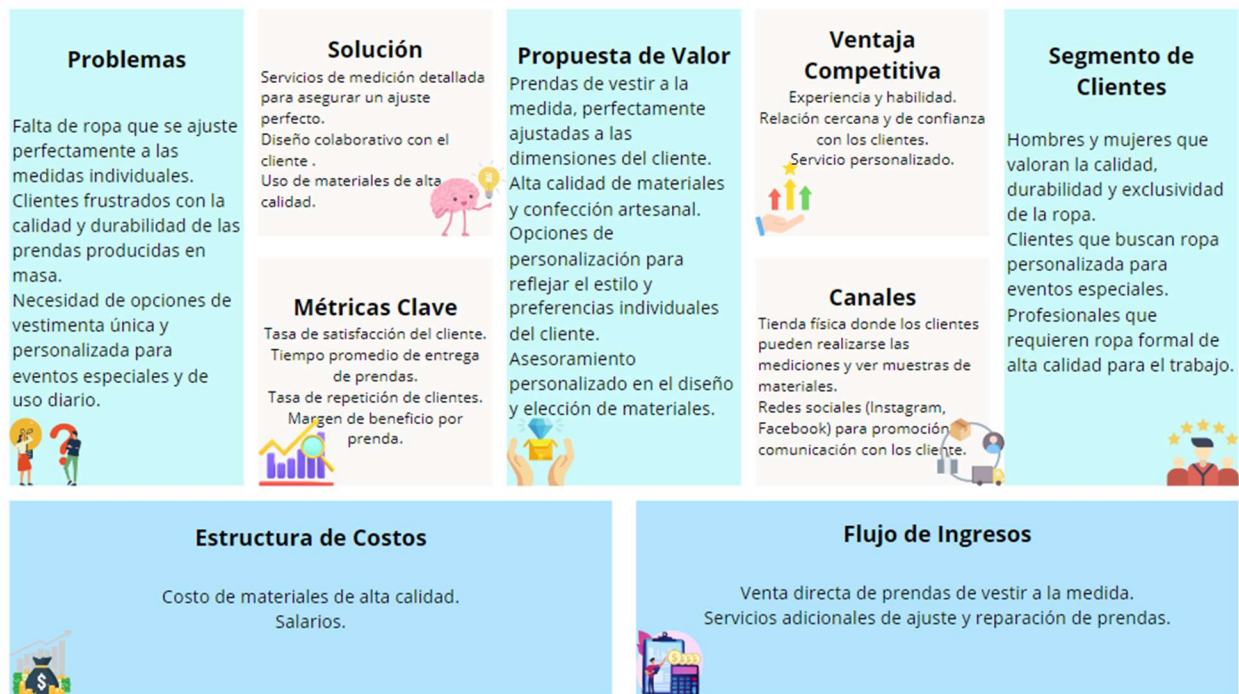 Problemas
Falta de ropa que se ajuste
perfectamente a las
medidas individuales.
Clientes frustrados con la
calidad y durabilidad de las
prendas producidas en
masa.
Necesidad de opciones de
vestimenta única y
personalizada para
eventos especiales y de
uso diario.
Solución
Servicios de medición detallada
para asegurar un ajuste
perfecto.
Diseño colaborativo con el
cliente .
Uso de materiales de alta
calidad.
Métricas Clave
Tasa de satisfacción del cliente.
Tiempo promedio de entrega
de prendas.
Tasa de repetición de clientes.
Margen de beneficio por
prenda.
Propuesta de Valor
Prendas de vestir a la
medida, perfectamente
ajustadas a las
dimensiones del cliente.
Alta calidad de materiales
y confección artesanal.
Opciones de
personalización para
reflejar el estilo y
preferencias individuales
del cliente.
Asesoramiento
personalizado en el diseño
y elección de materiales.
Ventaja
Competitiva
Experiencia y habilidad.
Relación cercana y de confianza
con los clientes.
Servicio personalizado.
Canales
Tienda física donde los clientes
pueden realizarse las
mediciones y ver muestras de
materiales.
Redes sociales (Instagram,
Facebook) para promoción
comunicación con los cliente.
Segmento de
Clientes
Hombres y mujeres que
valoran la calidad,
durabilidad y exclusividad
de la ropa.
Clientes que buscan ropa
personalizada para
eventos especiales.
Profesionales que
requieren ropa formal de
alta calidad para el trabajo.
Estructura de Costos
Costo de materiales de alta calidad.
Salarios.
$
Flujo de Ingresos
Venta directa de prendas de vestir a la medida.
Servicios adicionales de ajuste y reparación de prendas.